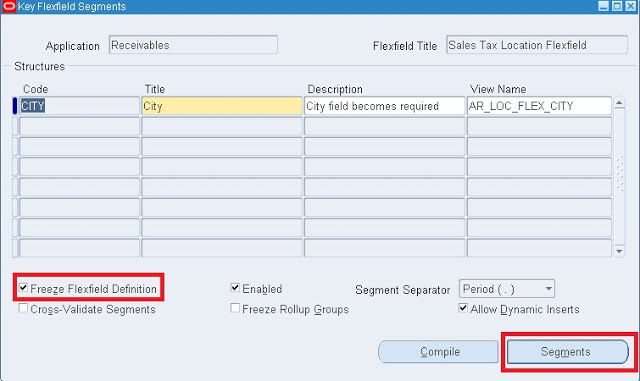 Key Flexfield Segments
Application Receivables Flexfield Title Sales Tax Location Flexfield
Structures
Code Title Description View Name
CITY City City field becomes required AR_LOC_FLEX_CITY
Freeze Flexfield Definition Enabled Segment Separator Period ( . )
Cross-Validate Segments Freeze Rollup Groups Allow Dynamic Inserts
Compile Segments